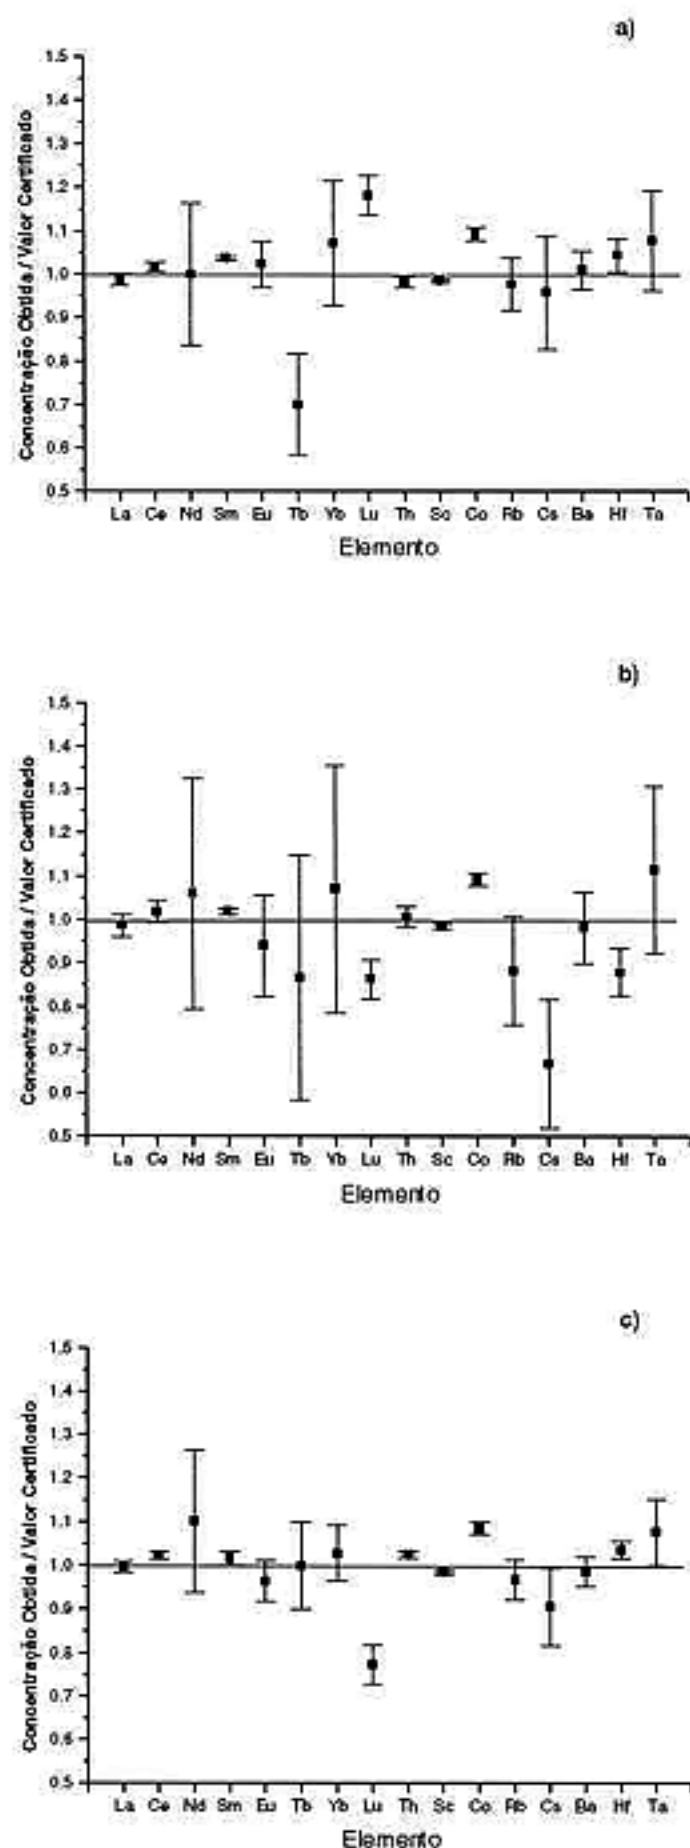 a)
Concentração Obtida / Valor Certificado
1.5
1.4
1.3
1.2
1.1
1.0
0.9
0.8
0.7
0.6
0.5
La Ce Nd Sm Eu Tb Yb Lu Th Sc Co Rb Cs Ba Hf Ta
Elemento
b)
Concentração Obtida / Valor Certificado
1.5
1.4
1.3
1.2
1.1
1.0
0.9
0.8
0.7
0.6
0.5
La Ce Nd Sm Eu Tb Yb Lu Th Sc Co Rb Cs Ba Hf Ta
Elemento
c)
Concentração Obtida / Valor Certificado
1.5
1.4
1.3
1.2
1.1
1.0
0.9
0.8
0.7
0.6
0.5
La Ce Nd Sm Eu Tb Yb Lu Th Sc Co Rb Cs Ba Hf Ta
Elemento